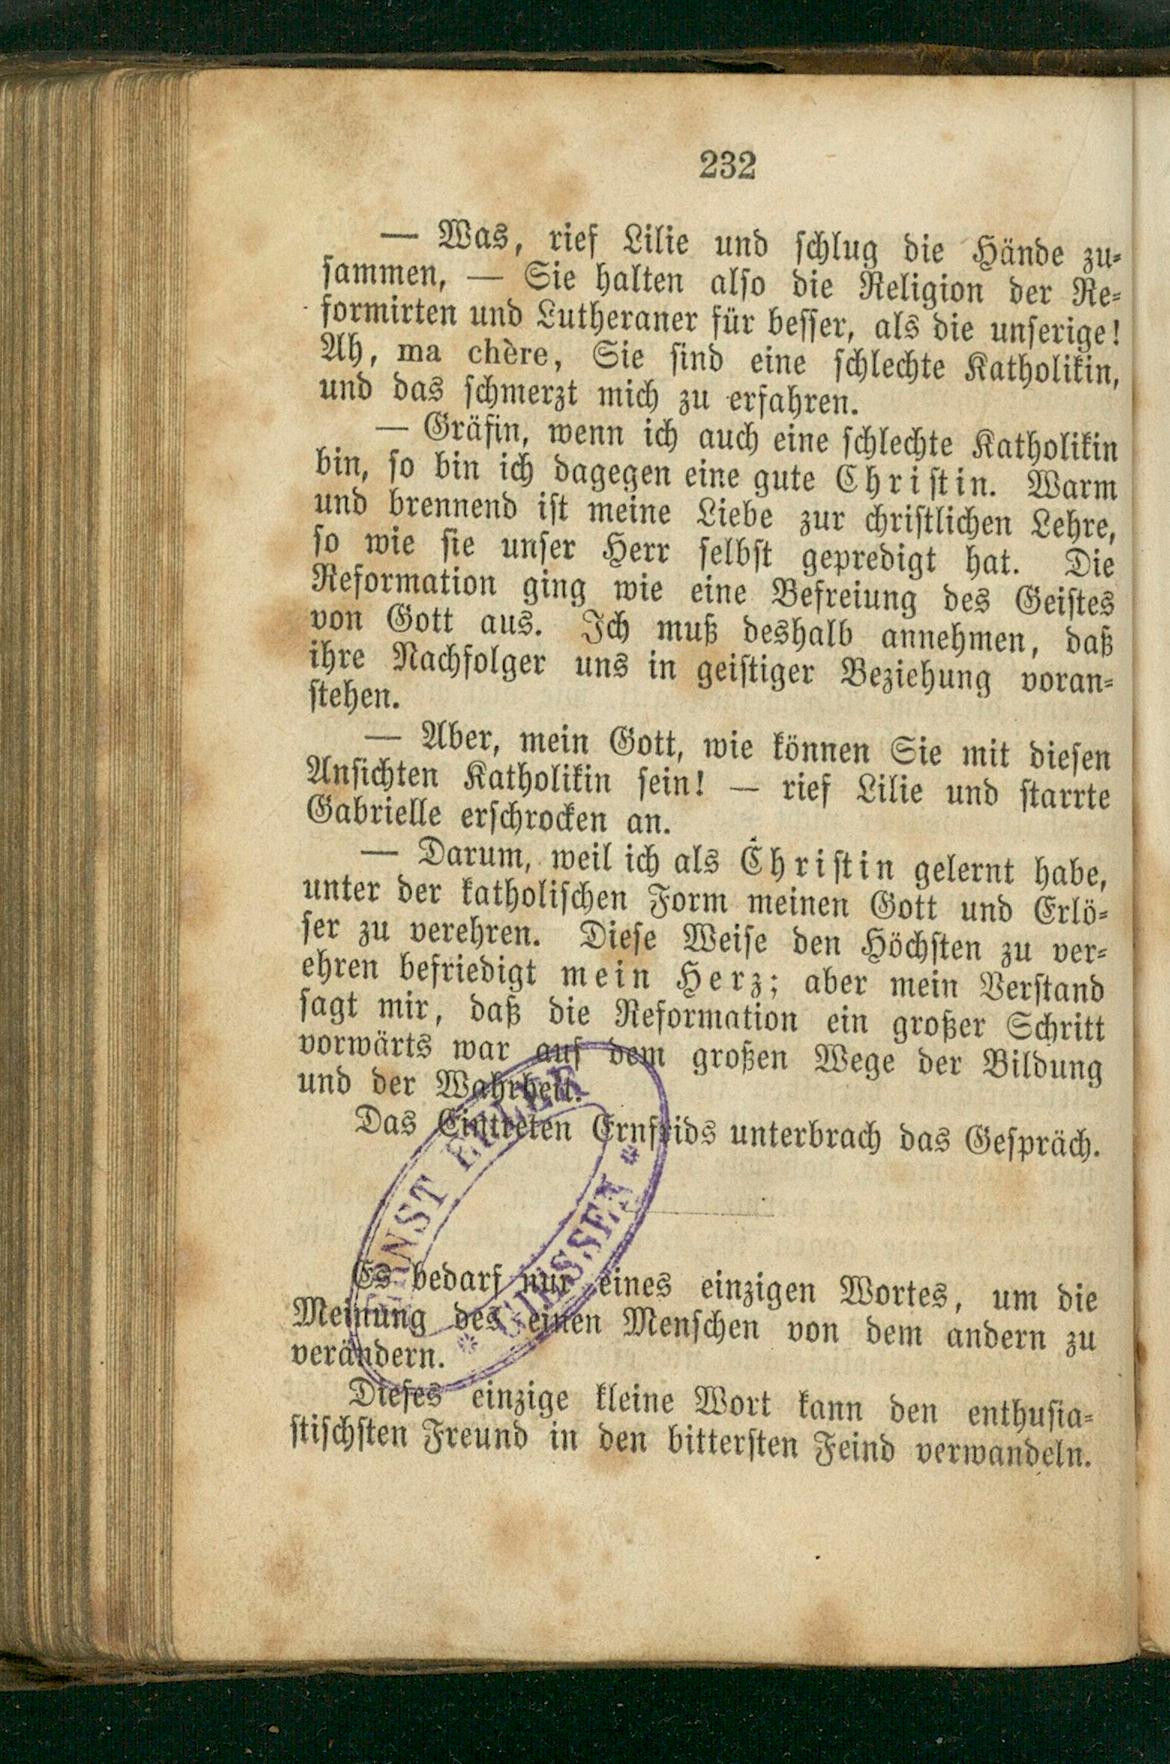 232
— Was, rief Lilie und schlug die Hände zu-
sammen, — Sie halten also die Religion der Re-
formirten und Lutheraner für besser, als die unserige!
Ah, ma chère, Sie sind eine schlechte Katholikin,
und das schmerzt mich zu erfahren.
— Gräfin, wenn ich auch eine schlechte Katholikin
bin, so bin ich dagegen eine gute Christin. Warm
und brennend ist meine Liebe zur christlichen Lehre,
so wie sie unser Herr selbst gepredigt hat. Die
Reformation ging wie eine Befreiung des Geistes
von Gott aus. Ich muß deshalb annehmen, daß
ihre Nachfolger uns in geistiger Beziehung voran-
stehen.
— Aber, mein Gott, wie können Sie mit diesen
Ansichten Katholikin sein! — rief Lilie und starrte
Gabrielle erschrocken an.
— Darum, weil ich als Christin gelernt habe,
unter der katholischen Form meinen Gott und Erlö-
ser zu verehren. Diese Weise den Höchsten zu ver-
ehren befriedigt mein Herz; aber mein Verstand
sagt mir, daß die Reformation ein großer Schritt
vorwärts war auf dem großen Wege der Bildung
und der Wahrheit.
Das Eintreten Ernfrids unterbrach das Gespräch.
Es bedarf nur eines einzigen Wortes, um die
Meinung des einen Menschen von dem andern zu
verändern.
Dieses einzige kleine Wort kann den enthusia-
stischsten Freund in den bittersten Feind verwandeln.
ERNST
* GIESSEN *